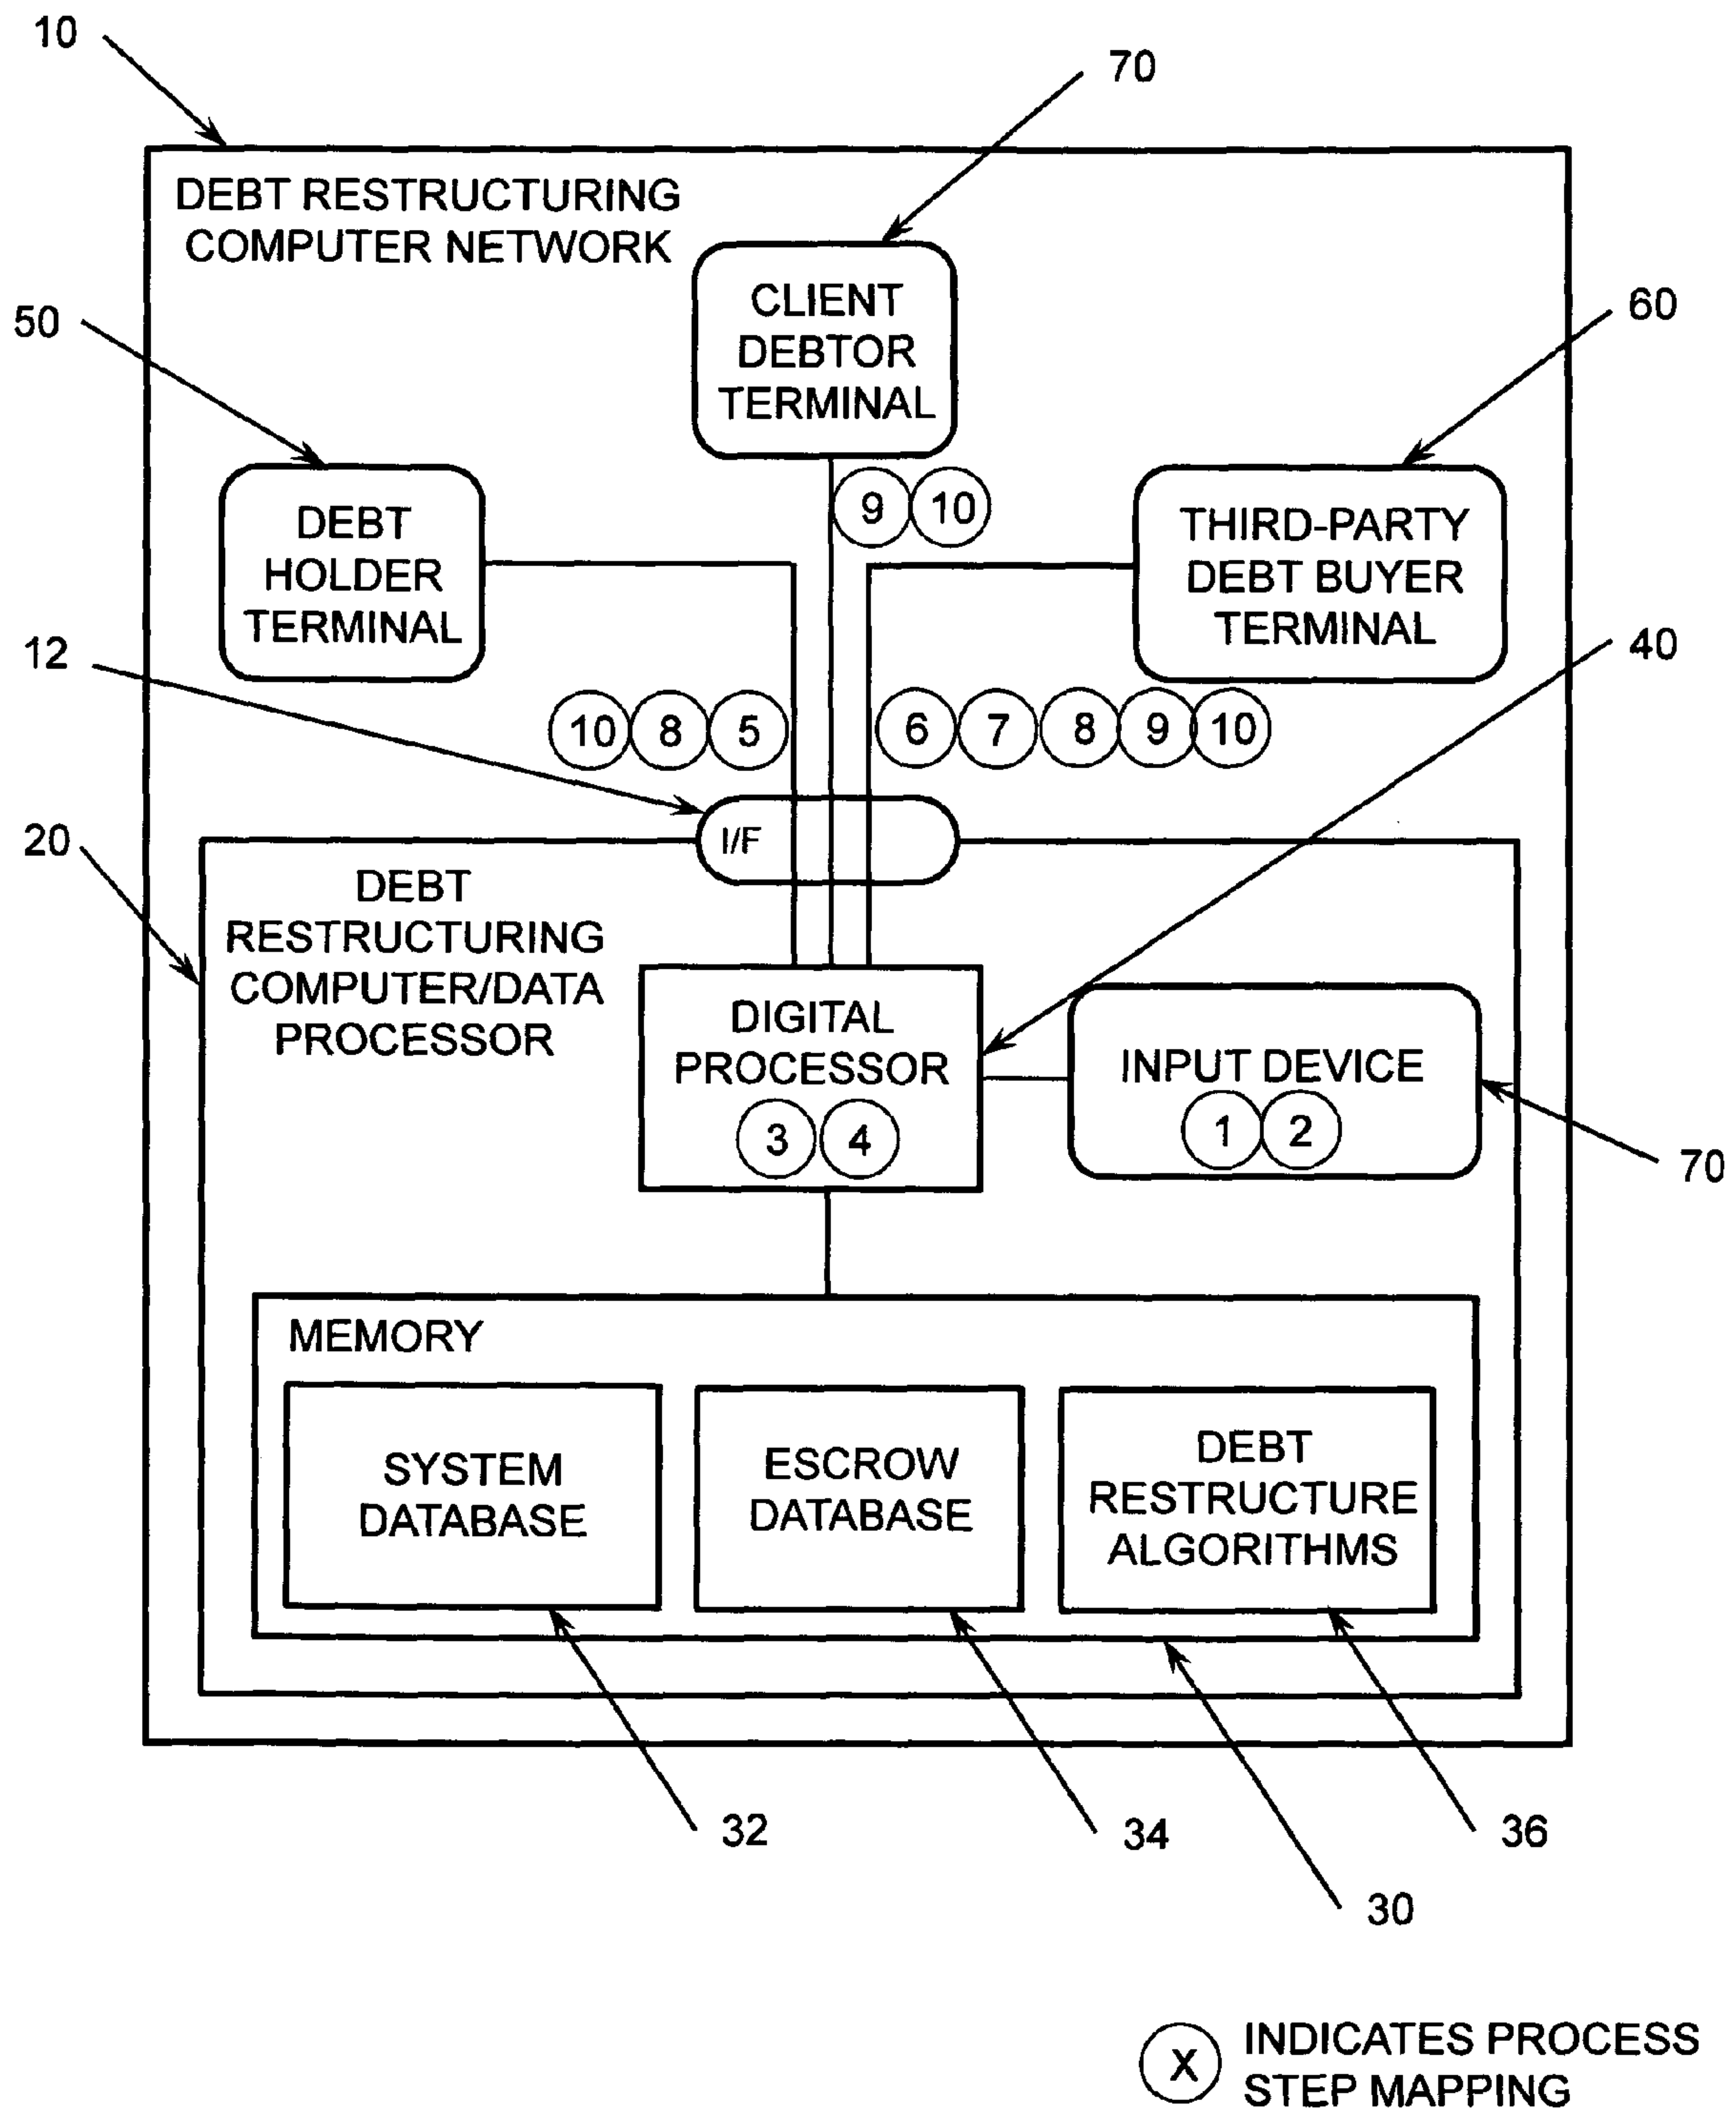 10
70
DEBT RESTRUCTURING
COMPUTER NETWORK
50
CLIENT
DEBTOR
TERMINAL
60
9 10
DEBT
HOLDER
TERMINAL
THIRD-PARTY
DEBT BUYER
TERMINAL
12
40
10 8 5
6 7 8 9 10
20
I/F
DEBT
RESTRUCTURING
COMPUTER/DATA
PROCESSOR
DIGITAL
PROCESSOR
3 4
INPUT DEVICE
1 2
70
MEMORY
SYSTEM
DATABASE
ESCROW
DATABASE
DEBT
RESTRUCTURE
ALGORITHMS
32
34
36
30
X
INDICATES PROCESS
STEP MAPPING